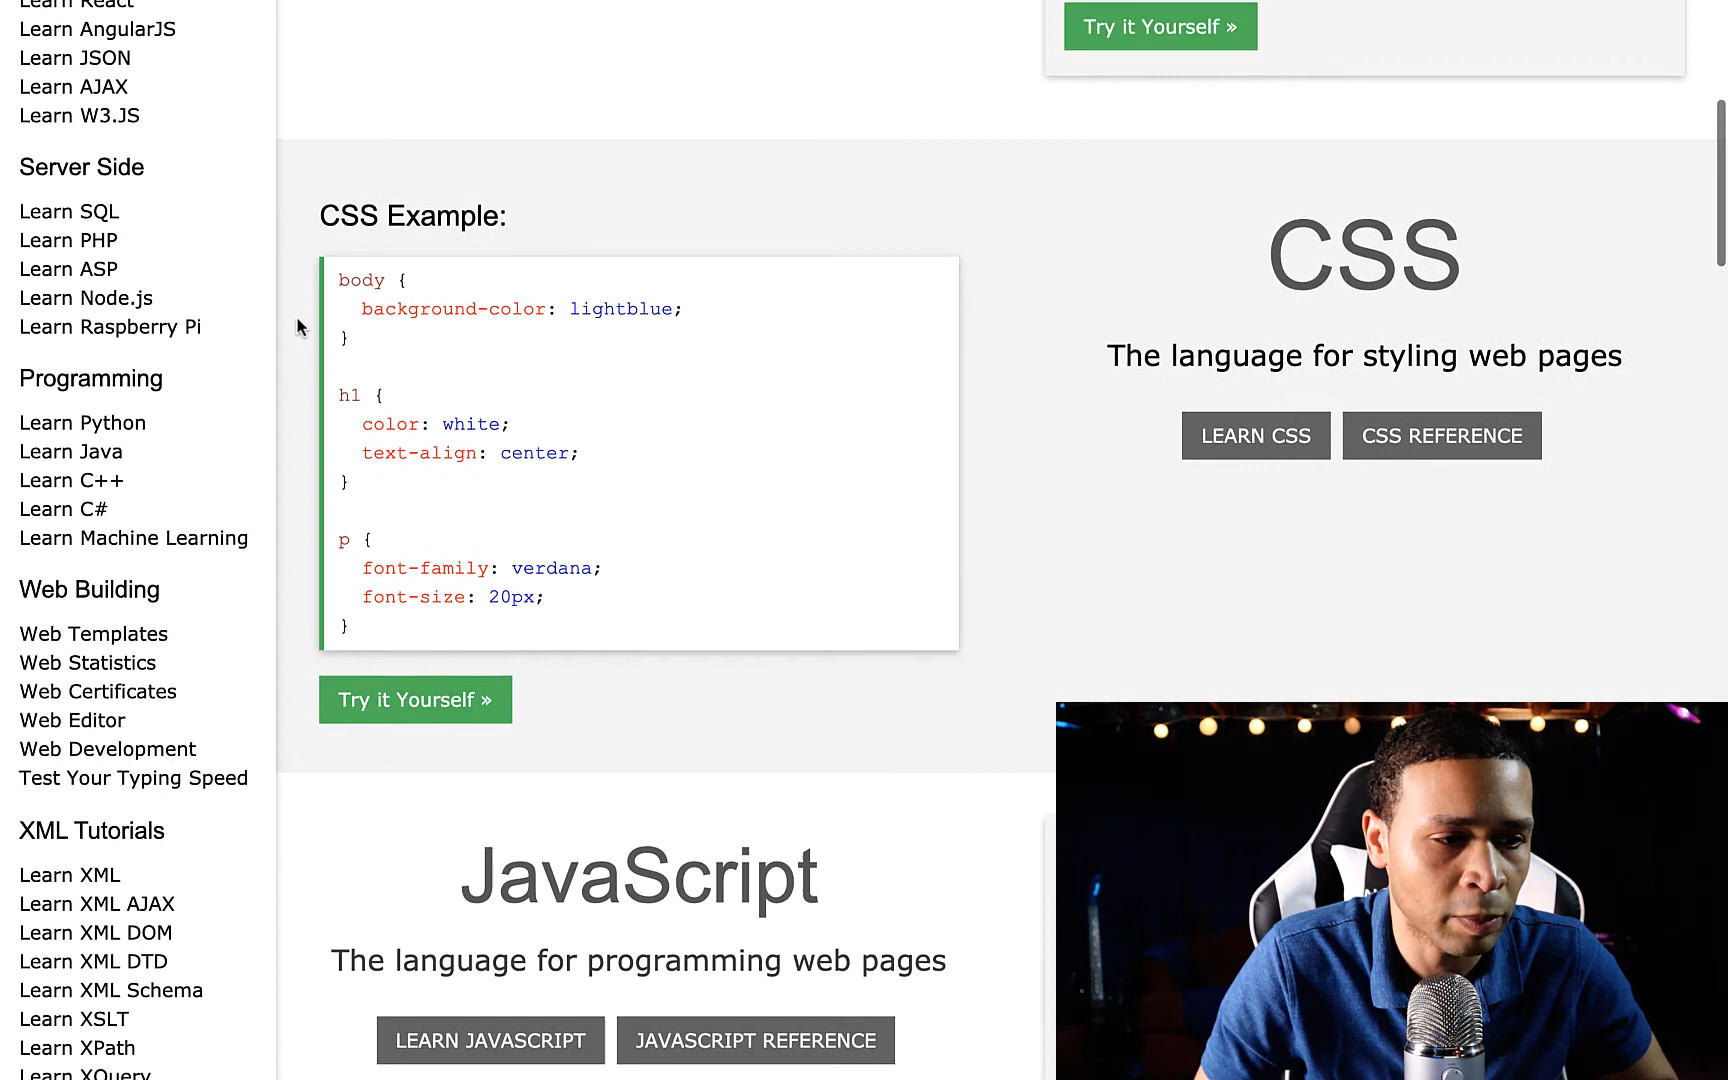 Learn React
Learn AngularJS
Learn JSON
Learn AJAX
Learn W3.JS
Server Side
Learn SQL
Learn PHP
Learn ASP
Learn Node.js
Learn Raspberry Pi
Programming
Learn Python
Learn Java
Learn C++
Learn C#
Learn Machine Learning
Web Building
Web Templates
Web Statistics
Web Certificates
Web Editor
Web Development
Test Your Typing Speed
XML Tutorials
Learn XML
Learn XML AJAX
Learn XML DOM
Learn XML DTD
Learn XML Schema
Learn XSLT
Learn XPath
Learn XQuery
Try it Yourself »
CSS Example:
body {
background-color: lightblue;
}
h1 {
color: white;
text-align: center;
}
p {
font-family: verdana;
font-size: 20px;
}
Try it Yourself »
CSS
The language for styling web pages
LEARN CSS
CSS REFERENCE
JavaScript
The language for programming web pages
LEARN JAVASCRIPT
JAVASCRIPT REFERENCE